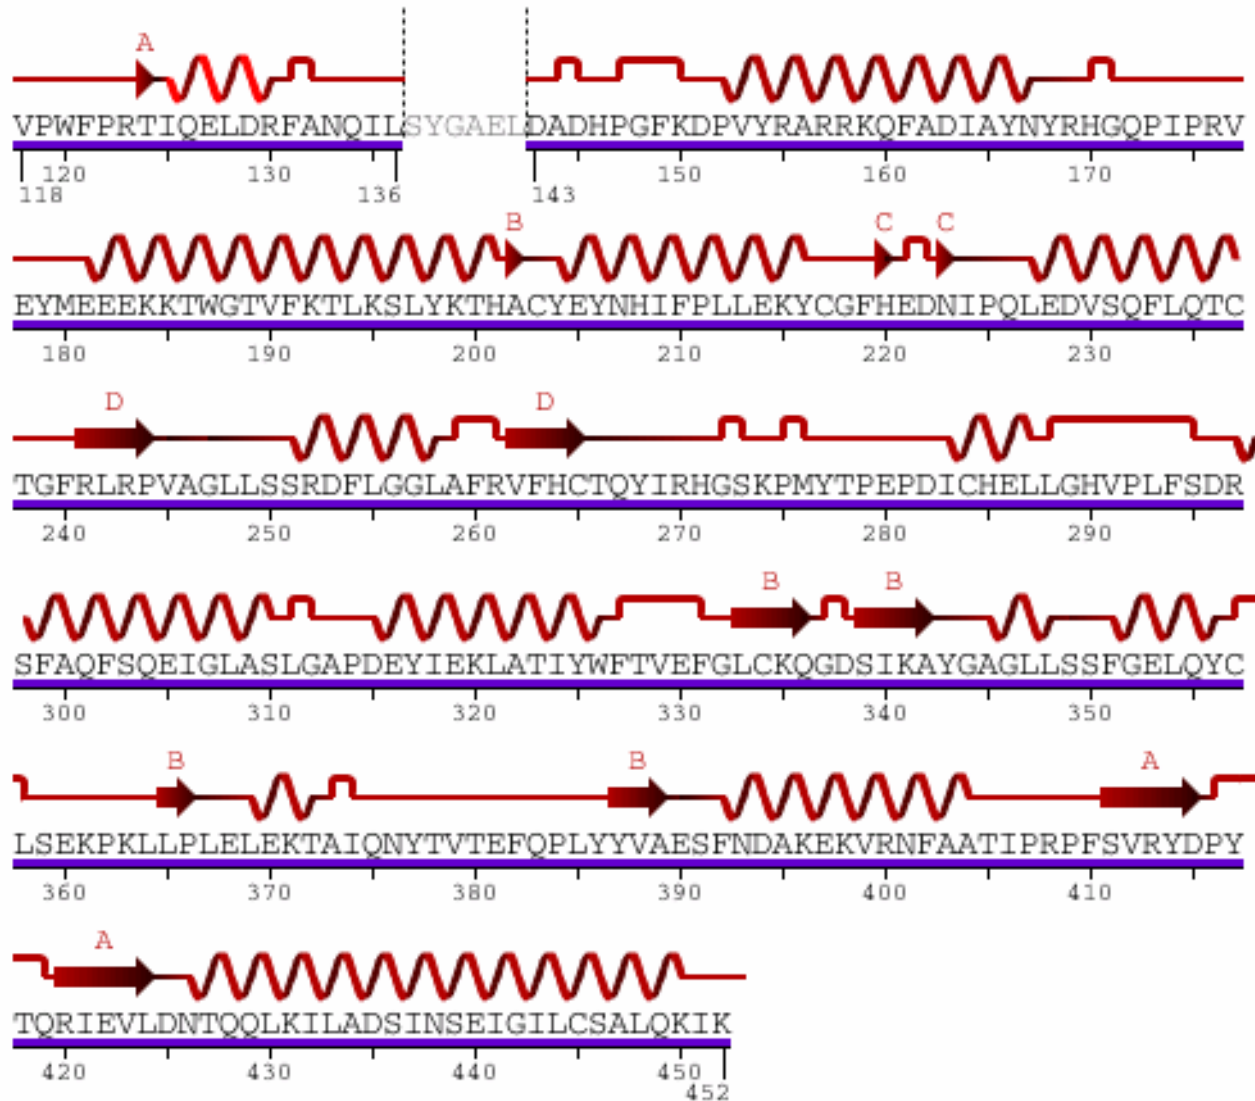 A
VPWFPRTIQELDRFANQILSYGAELDADHPGFKDPVYRARRKQFADIAYNYRHGQPIPRV
120 130 150 160 170
118 136 143
B C C
EYMEEEKKTWGTVFKTLKSLYKTHACYEYNHIFPLLEKYCGFHEDNIPQLEDVSQFLQTC
180 190 200 210 220 230
D D
TGFRLRPVAGLLSSRDFLGGLAFRVFHCTQYIRHGSKPMYTPEPDICHELLGHVPLFSDR
240 250 260 270 280 290
B B
SFAQFSQEIGLASLGAPDEYIEKLATIYWFTVEFGLCKQGDSIKAYGAGLLSSFGELQYC
300 310 320 330 340 350
B B A
LSEKPKLLPLELEKTAIQNYTVTEFQPLYYVAESFNDAKEKVRNFAATIPRPFSVRYDPY
360 370 380 390 400 410
A
TQRIEVLDNTQQLKILADSINSEIGILCSALQKIK
420 430 440 450
452